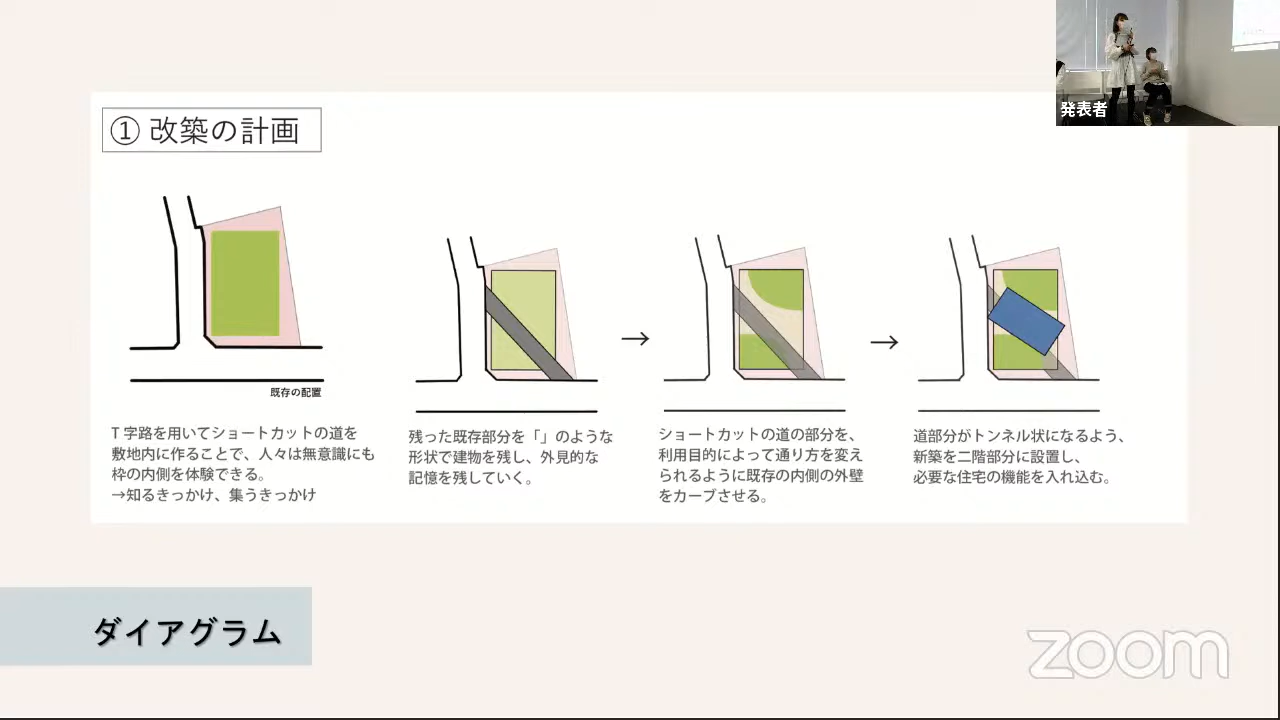 発表者
① 改築の計画
既存の配置
T 字路を用いてショートカットの道を
敷地内に作ることで、人々は無意識にも
枠の内側を体験できる。
→知るきっかけ、集うきっかけ
残った既存部分を「」のような
形状で建物を残し、外見的な
記憶を残していく。
→
ショートカットの道の部分を、
利用目的によって通り方を変え
られるように既存の内側の外壁
をカーブさせる。
→
道部分がトンネル状になるよう、
新築を二階部分に設置し、
必要な住宅の機能を入れ込む。
ダイアグラム
zoom